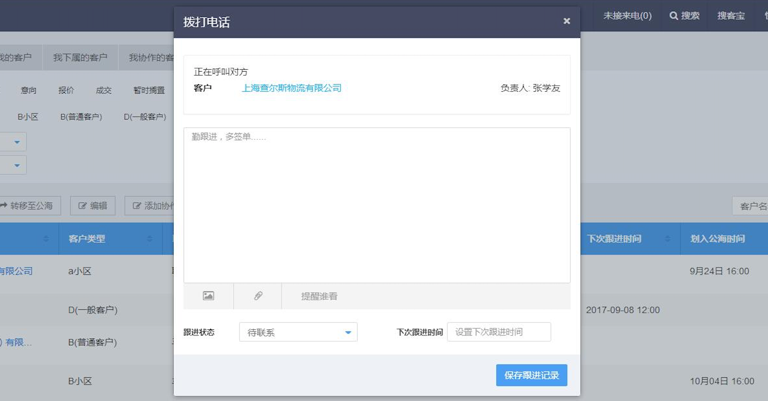 拨打电话 ×
未接来电(0) 搜索 搜客宝
的客户 我下属的客户 我协作的客
意向 报价 成交 暂时搁置
B小区 B(普通客户) D(一般客户)
正在呼叫对方
客户 上海查尔斯物流有限公司 负责人: 张学友
勤跟进，多签单......
转移至公海 编辑 添加协作
客户名
客户类型 下次跟进时间 划入公海时间
有限公司 a小区 9月24日 16:00
提醒谁看
D(一般客户) 2017-09-08 12:00
跟进状态 待联系 下次跟进时间 设置下次跟进时间
) 有限... B(普通客户)
保存跟进记录
B小区 10月04日 16:00